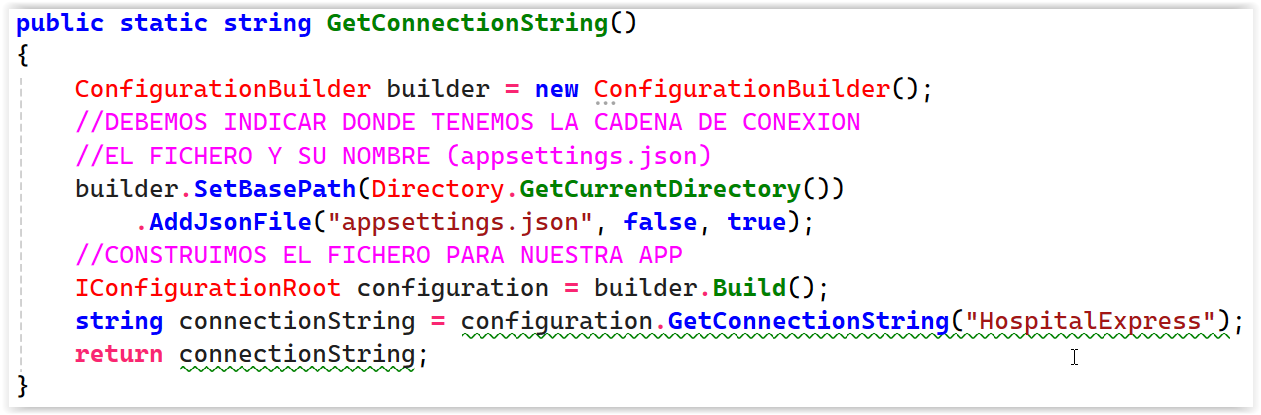 public static string GetConnectionString()
{
ConfigurationBuilder builder = new ConfigurationBuilder();
//DEBEMOS INDICAR DONDE TENEMOS LA CADENA DE CONEXION
//EL FICHERO Y SU NOMBRE (appsettings.json)
builder.SetBasePath(Directory.GetCurrentDirectory())
.AddJsonFile("appsettings.json", false, true);
//CONSTRUIMOS EL FICHERO PARA NUESTRA APP
IConfigurationRoot configuration = builder.Build();
string connectionString = configuration.GetConnectionString("HospitalExpress");
return connectionString;
}